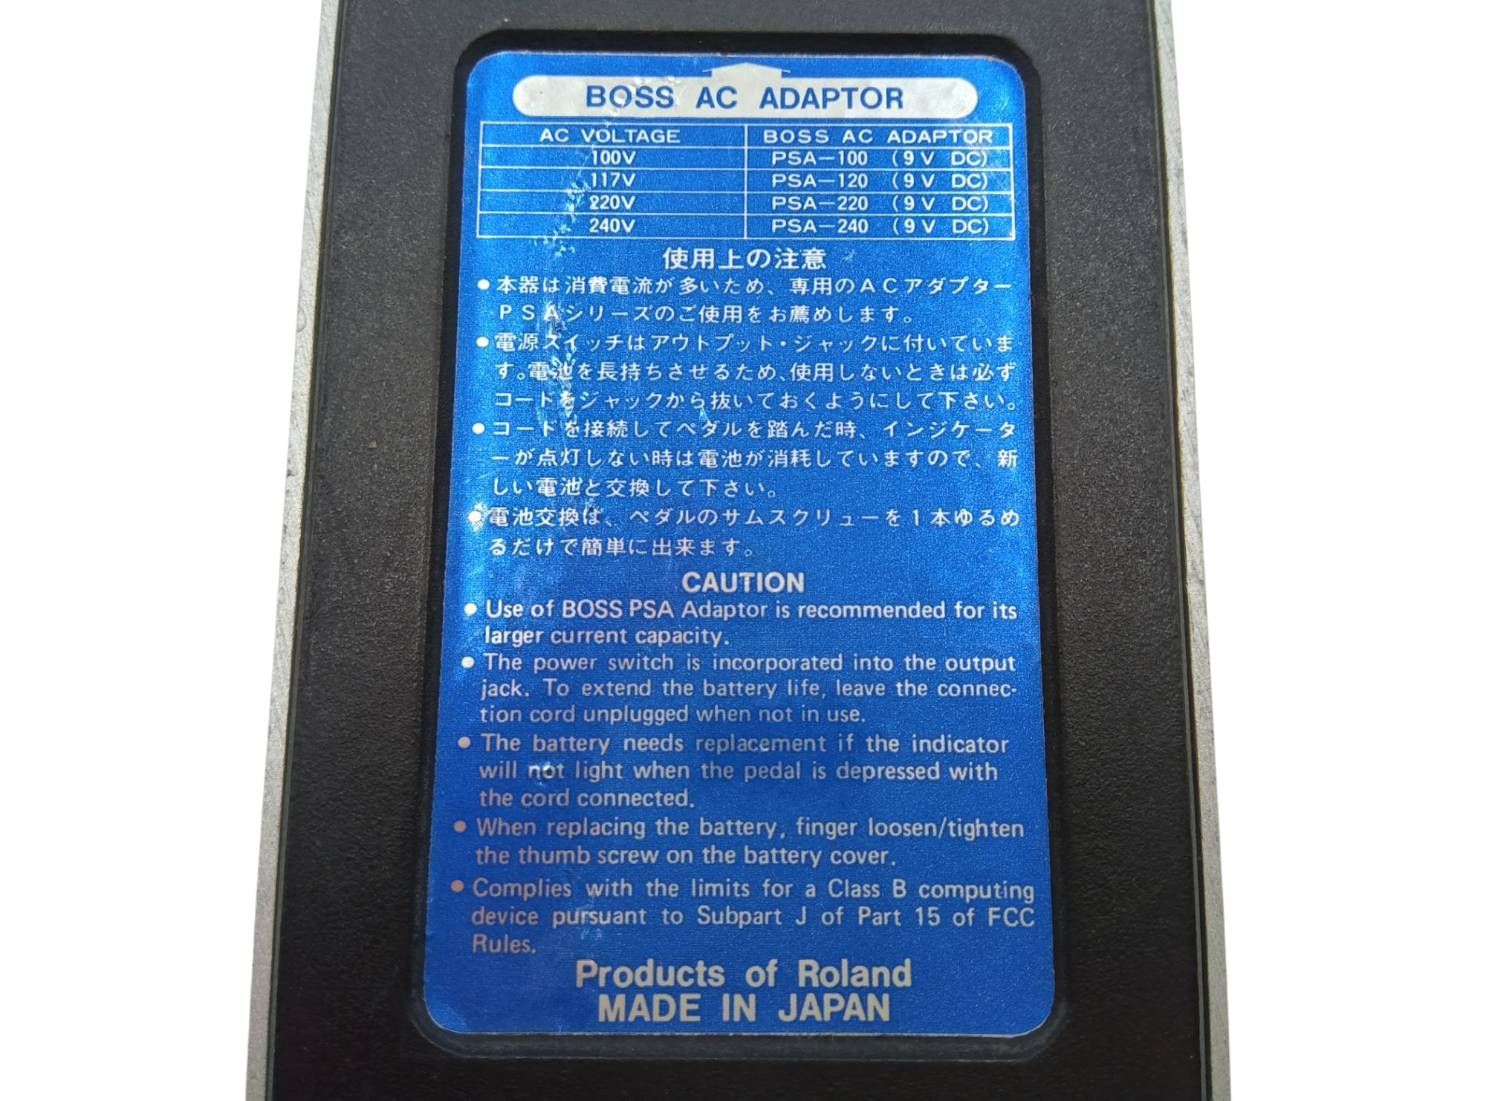 BOSS AC ADAPTOR
AC VOLTAGE BOSS AC ADAPTOR
100V PSA-100 (9V DC)
117V PSA-120 (9V DC)
220V PSA-220 (9V DC)
240V PSA-240 (9V DC)
使用上の注意
●本器は消費電流が多いため、専用のACアダプター
PSAシリーズのご使用をお薦めします。
●電源スイッチはアウトプット・ジャックに付いていま
す。電池を長持ちさせるため、使用しないときは必ず
コードをジャックから抜いておくようにして下さい。
●コードを接続してペダルを踏んだ時、インジケータ
ーが点灯しない時は電池が消耗していますので、新
しい電池と交換して下さい。
●電池交換は、ペダルのサムスクリューを1本ゆるめ
るだけで簡単に出来ます。
CAUTION
● Use of BOSS PSA Adaptor is recommended for its
larger current capacity.
● The power switch is incorporated into the output
jack. To extend the battery life, leave the connec-
tion cord unplugged when not in use.
● The battery needs replacement if the indicator
will not light when the pedal is depressed with
the cord connected.
● When replacing the battery, finger loosen/tighten
the thumb screw on the battery cover.
● Complies with the limits for a Class B computing
device pursuant to Subpart J of Part 15 of FCC
Rules.
Products of Roland
MADE IN JAPAN